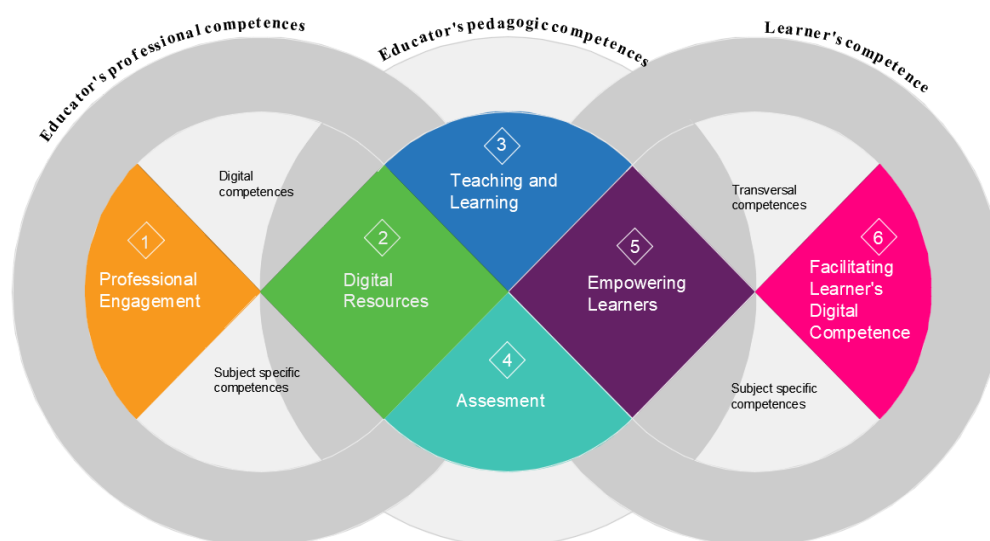 Educator's professional competences
Educator's pedagogic competences
Learner's competence
Digital
competences
1
Professional
Engagement
Subject specific
competences
2
Digital
Resources
3
Teaching and
Learning
4
Assesment
5
Empowering
Learners
Transversal
competences
6
Facilitating
Learner's
Digital
Competence
Subject specific
competences